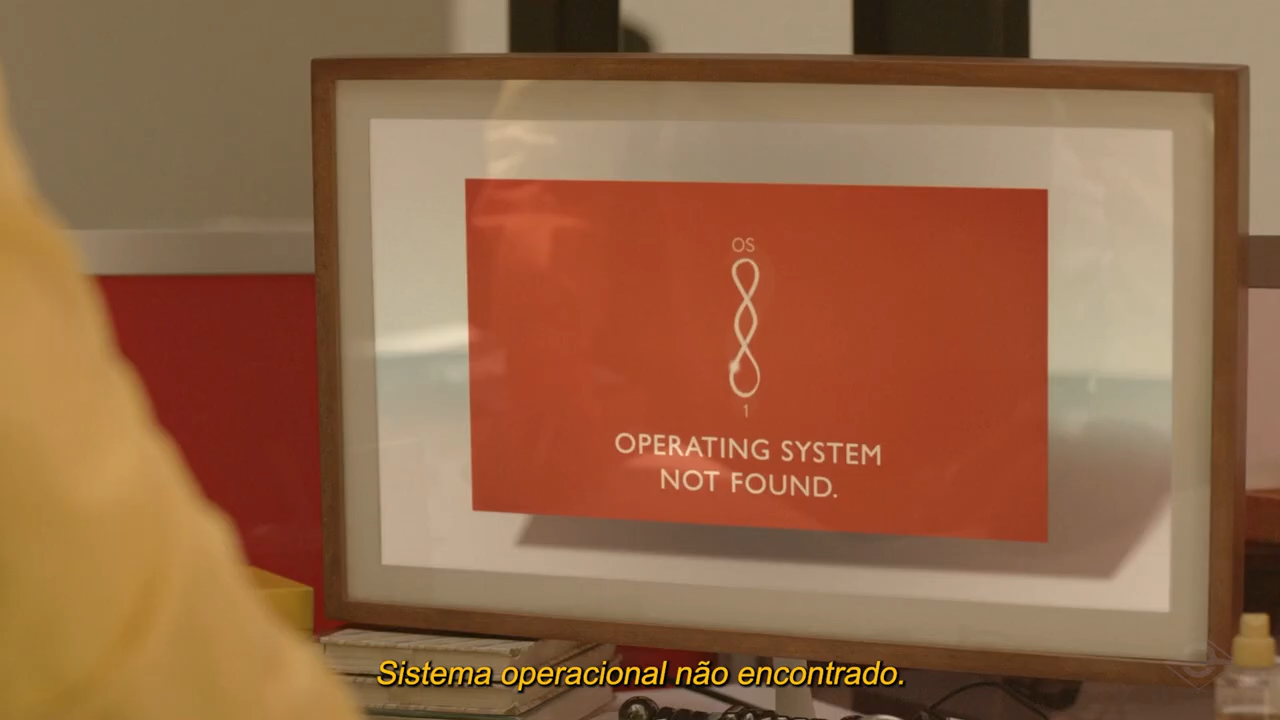 OS
1
OPERATING SYSTEM
NOT FOUND.
Sistema operacional não encontrado.